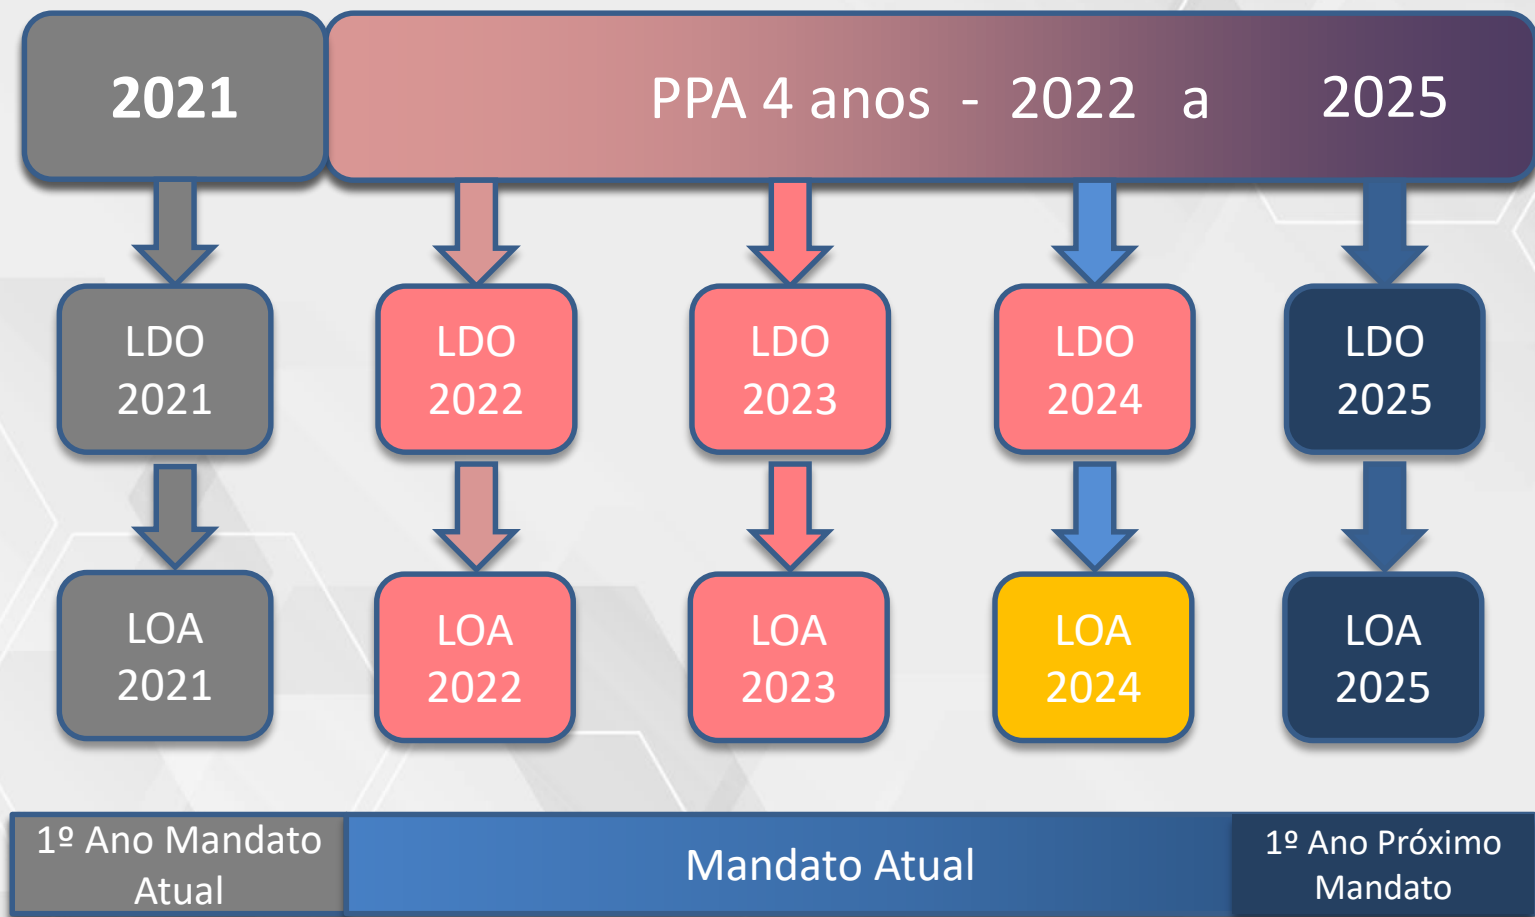 2021
PPA 4 anos - 2022 a 2025
LDO
2021
LDO
2022
LDO
2023
LDO
2024
LDO
2025
LOA
2021
LOA
2022
LOA
2023
LOA
2024
LOA
2025
1º Ano Mandato
Atual
Mandato Atual
1º Ano Próximo
Mandato